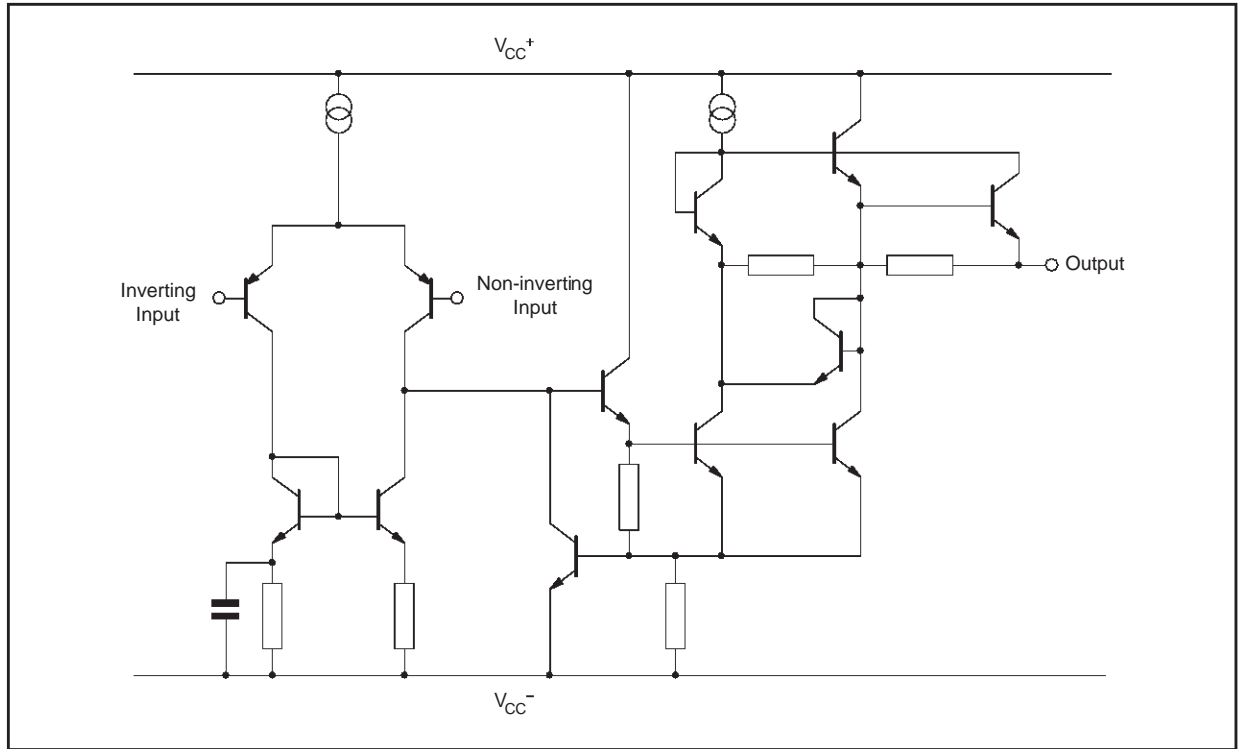 VCC+
Inverting
Input
Non-inverting
Input
Output
VCC−